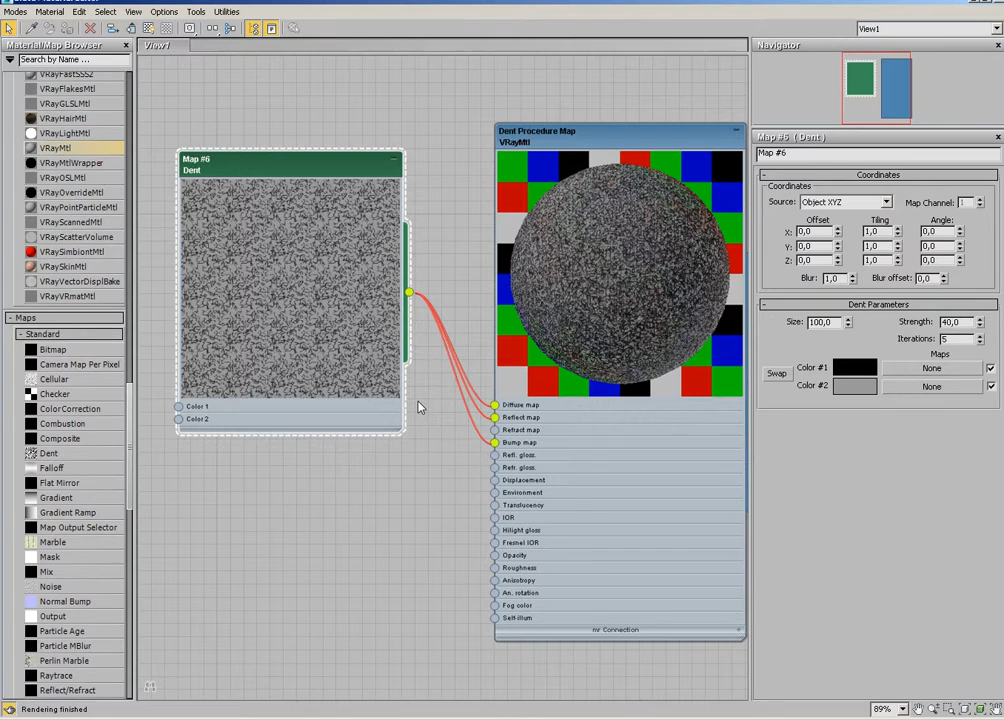 Modes Material Edit Select View Options Tools Utilities
View1
Material/Map Browser
Search by Name ...
VRayFastSSS2
VRayFlakesMtl
VRayGLSLMtl
VRayHairMtl
VRayLightMtl
VRayMtl
VRayMtlWrapper
VRayOSLMtl
VRayOverrideMtl
VRayPointParticleMtl
VRayScannedMtl
VRayScatterVolume
VRaySimbiontMtl
VRaySkinMtl
VRayVectorDisplBake
VRayVRmatMtl
Maps
Standard
Bitmap
Camera Map Per Pixel
Cellular
Checker
ColorCorrection
Combustion
Composite
Dent
Falloff
Flat Mirror
Gradient
Gradient Ramp
Map Output Selector
Marble
Mask
Mix
Noise
Normal Bump
Output
Particle Age
Particle MBlur
Perlin Marble
Raytrace
Reflect/Refract
Rendering finished
View1
Map #6
Dent
Color 1
Color 2
Dent Procedure Map
VRayMtl
Diffuse map
Reflect map
Refract map
Bump map
Refl. gloss.
Refr. gloss.
Displacement
Environment
Translucency
IOR
Hilight gloss
Fresnel IOR
Opacity
Roughness
Anisotropy
An. rotation
Fog color
Self-illum
mr Connection
Navigator
Map #6 ( Dent )
Map #6
Coordinates
Coordinates
Source: Object XYZ Map Channel: 1
Offset Tiling Angle:
X: 0,0 1,0 0,0
Y: 0,0 1,0 0,0
Z: 0,0 1,0 0,0
Blur: 1,0 Blur offset: 0,0
Dent Parameters
Size: 100,0 Strength: 40,0
Iterations: 5
Maps
Swap
Color #1 None
Color #2 None
89%